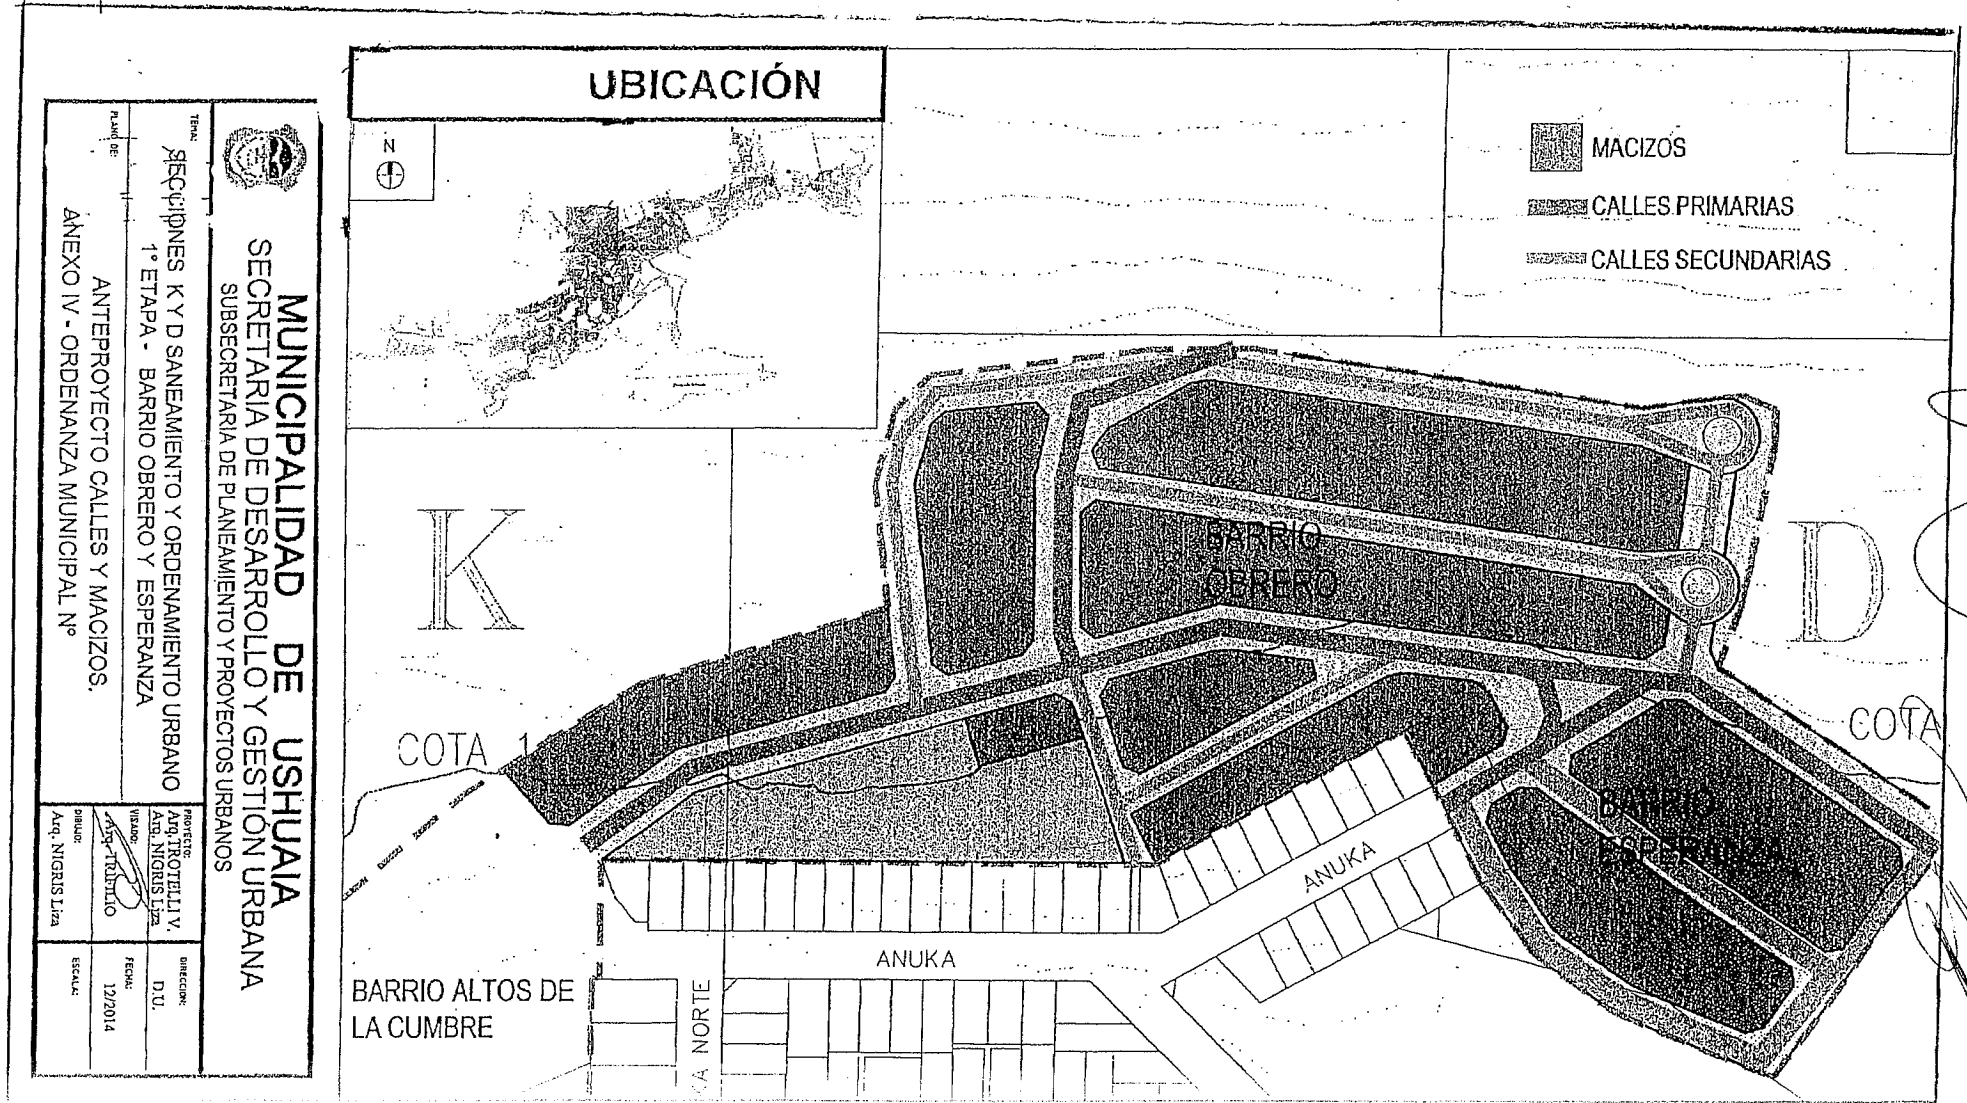 UBICACIÓN
N
MACIZOS
CALLES PRIMARIAS
CALLES SECUNDARIAS
K
D
COTA 1
COTA
BARRIO
OBRERO
BARRIO
ESPERANZA
ANUKA
ANUKA
KA NORTE
BARRIO ALTOS DE
LA CUMBRE
MUNICIPALIDAD DE USHUAIA
SECRETARIA DE DESARROLLO Y GESTIÓN URBANA
SUBSECRETARIA DE PLANEAMIENTO Y PROYECTOS URBANOS
TEMA:
SECCIONES K Y D SANEAMIENTO Y ORDENAMIENTO URBANO
1° ETAPA - BARRIO OBRERO Y ESPERANZA
PLANO DE:
ANTEPROYECTO CALLES Y MACIZOS.
ANEXO IV - ORDENANZA MUNICIPAL Nº
PROYECTO:
Arq. TROTELLI V.
Arq. NIGRIS Liza
VISADO:
DIBUJO:
Arq. NIGRIS Liza
DIRECCION:
D.U.
FECHA:
12/2014
ESCALA: